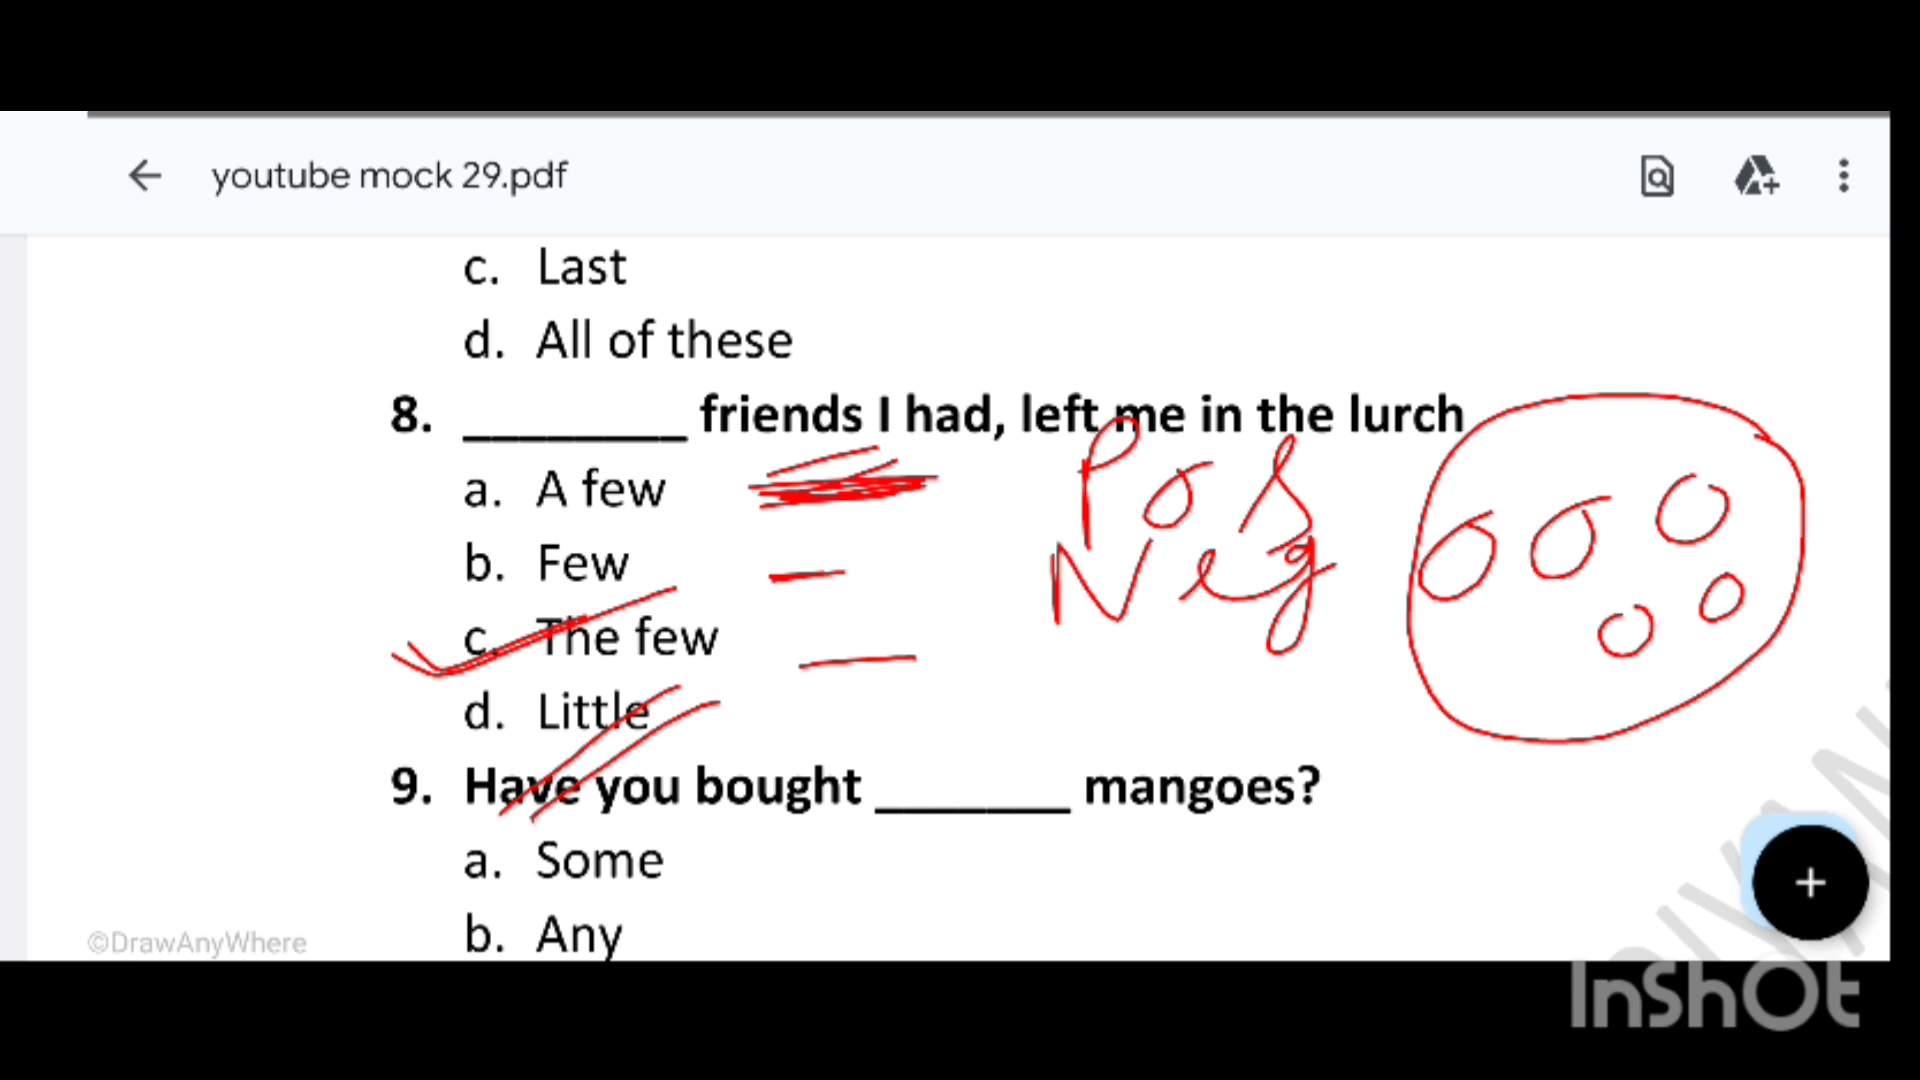 youtube mock 29.pdf
c. Last
d. All of these
8. ________ friends I had, left me in the lurch
a. A few
Pos
b. Few
Neg
c. The few
d. Little
9. Have you bought _______ mangoes?
a. Some
b. Any
©DrawAnyWhere
InShOt